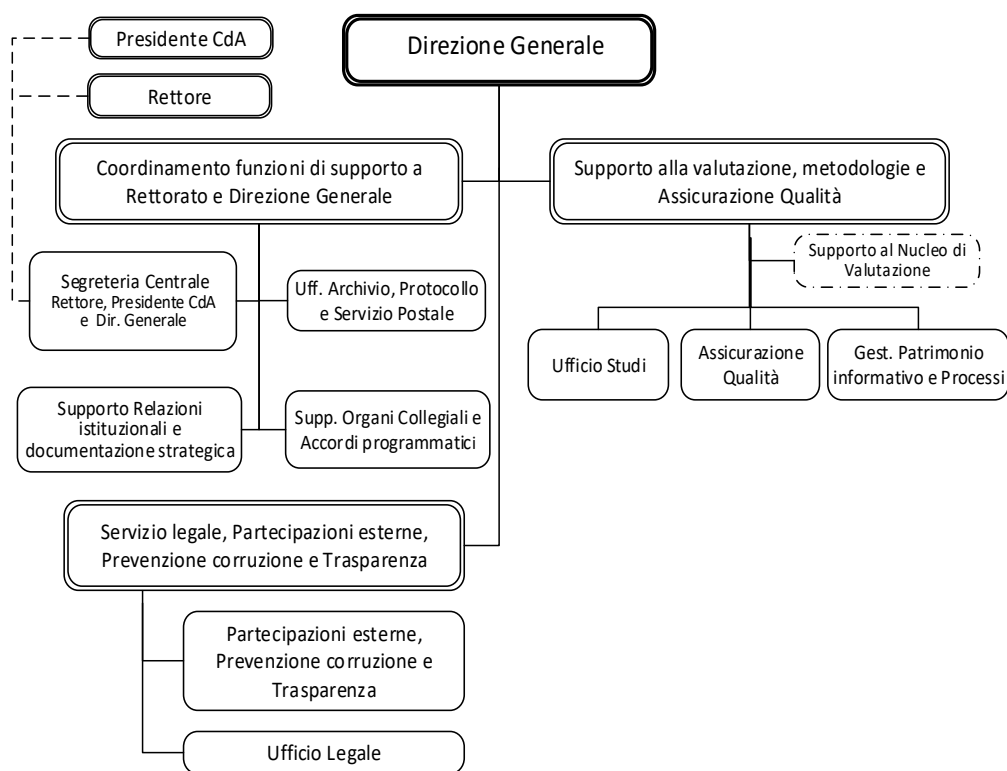 Presidente CdA
Direzione Generale
Rettore
Coordinamento funzioni di supporto a
Rettorato e Direzione Generale
Supporto alla valutazione, metodologie e
Assicurazione Qualità
Supporto al Nucleo di
Valutazione
Segreteria Centrale
Rettore, Presidente CdA
e Dir. Generale
Uff. Archivio, Protocollo
e Servizio Postale
Ufficio Studi
Assicurazione
Qualità
Gest. Patrimonio
informativo e Processi
Supporto Relazioni
istituzionali e
documentazione strategica
Supp. Organi Collegiali e
Accordi programmatici
Servizio legale, Partecipazioni esterne,
Prevenzione corruzione e Trasparenza
Partecipazioni esterne,
Prevenzione corruzione e
Trasparenza
Ufficio Legale